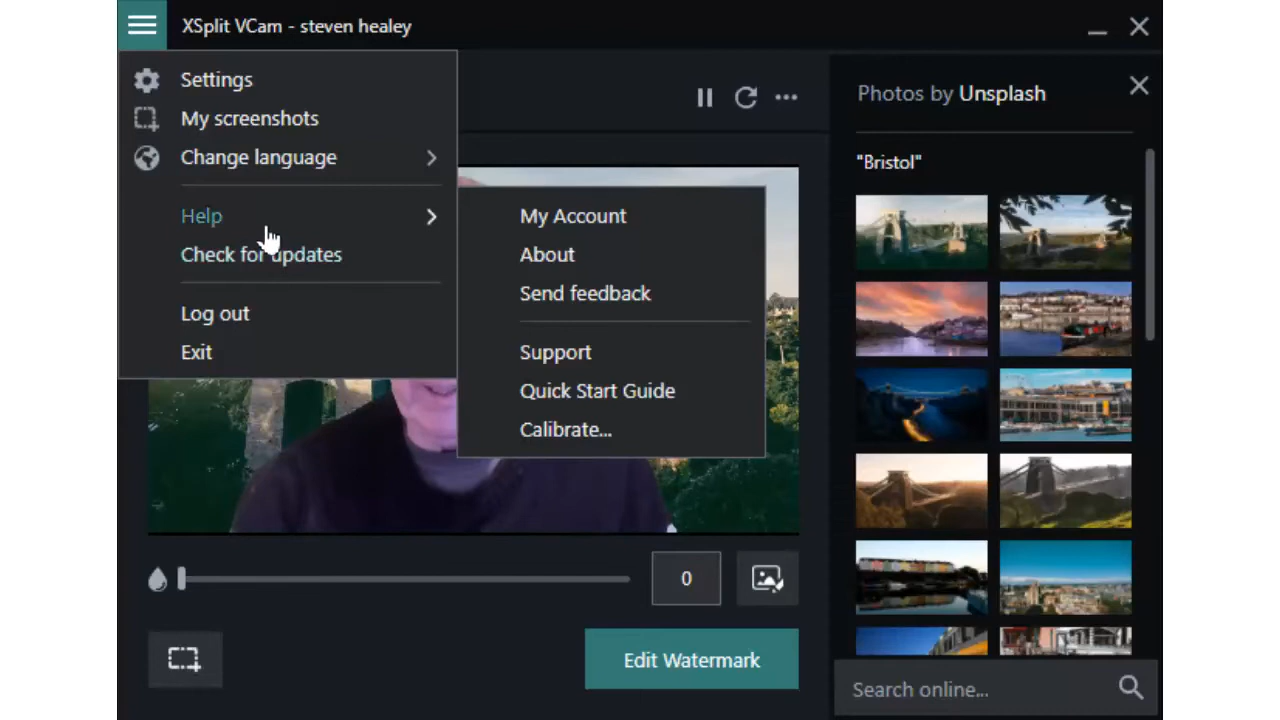 XSplit VCam - steven healey
Settings
My screenshots
Change language
Help
Check for updates
Log out
Exit
My Account
About
Send feedback
Support
Quick Start Guide
Calibrate...
0
Edit Watermark
Photos by Unsplash
"Bristol"
Search online...